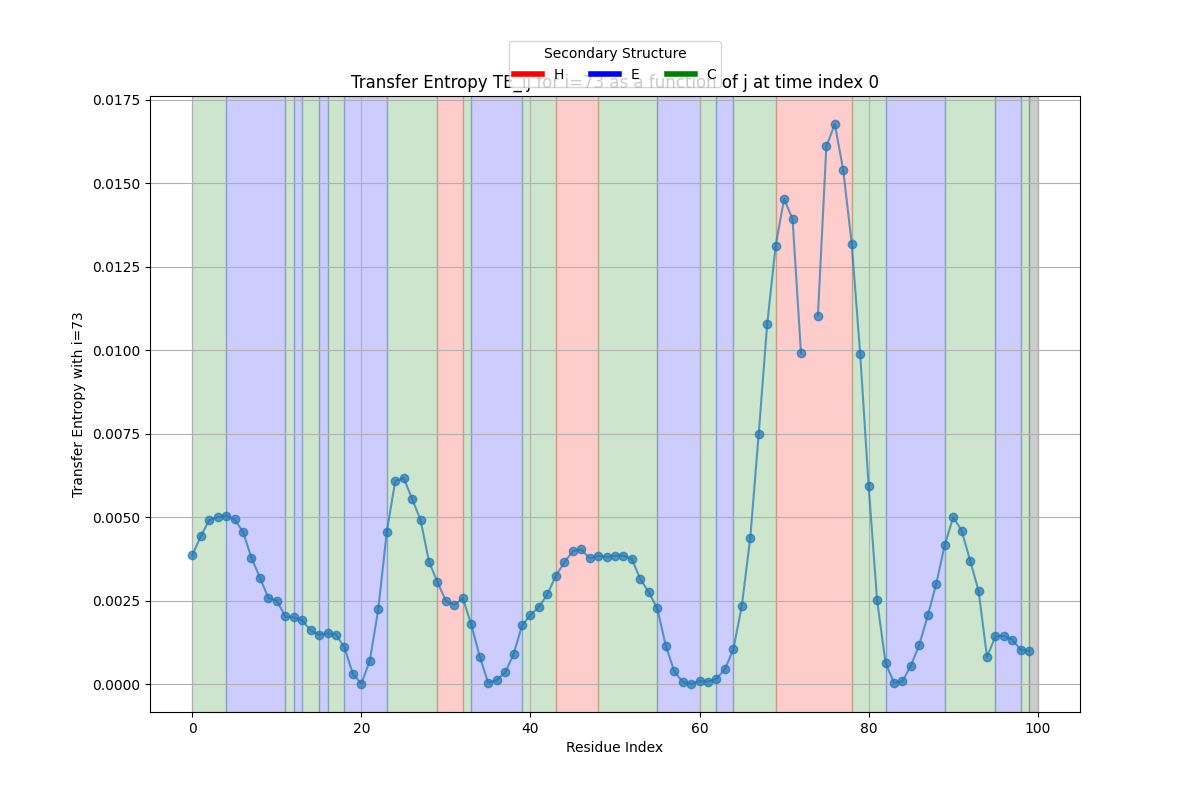 Secondary Structure
H E C
Transfer Entropy TE_ij for i=73 as a function of j at time index 0
0.0175
0.0150
0.0125
0.0100
0.0075
0.0050
0.0025
0.0000
Transfer Entropy with i=73
0 20 40 60 80 100
Residue Index